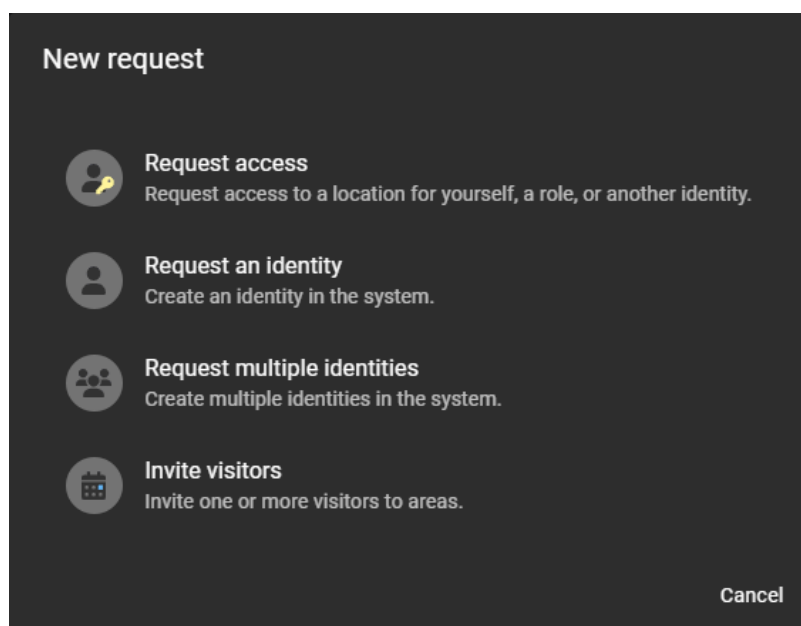 New request
Request access
Request access to a location for yourself, a role, or another identity.
Request an identity
Create an identity in the system.
Request multiple identities
Create multiple identities in the system.
Invite visitors
Invite one or more visitors to areas.
Cancel